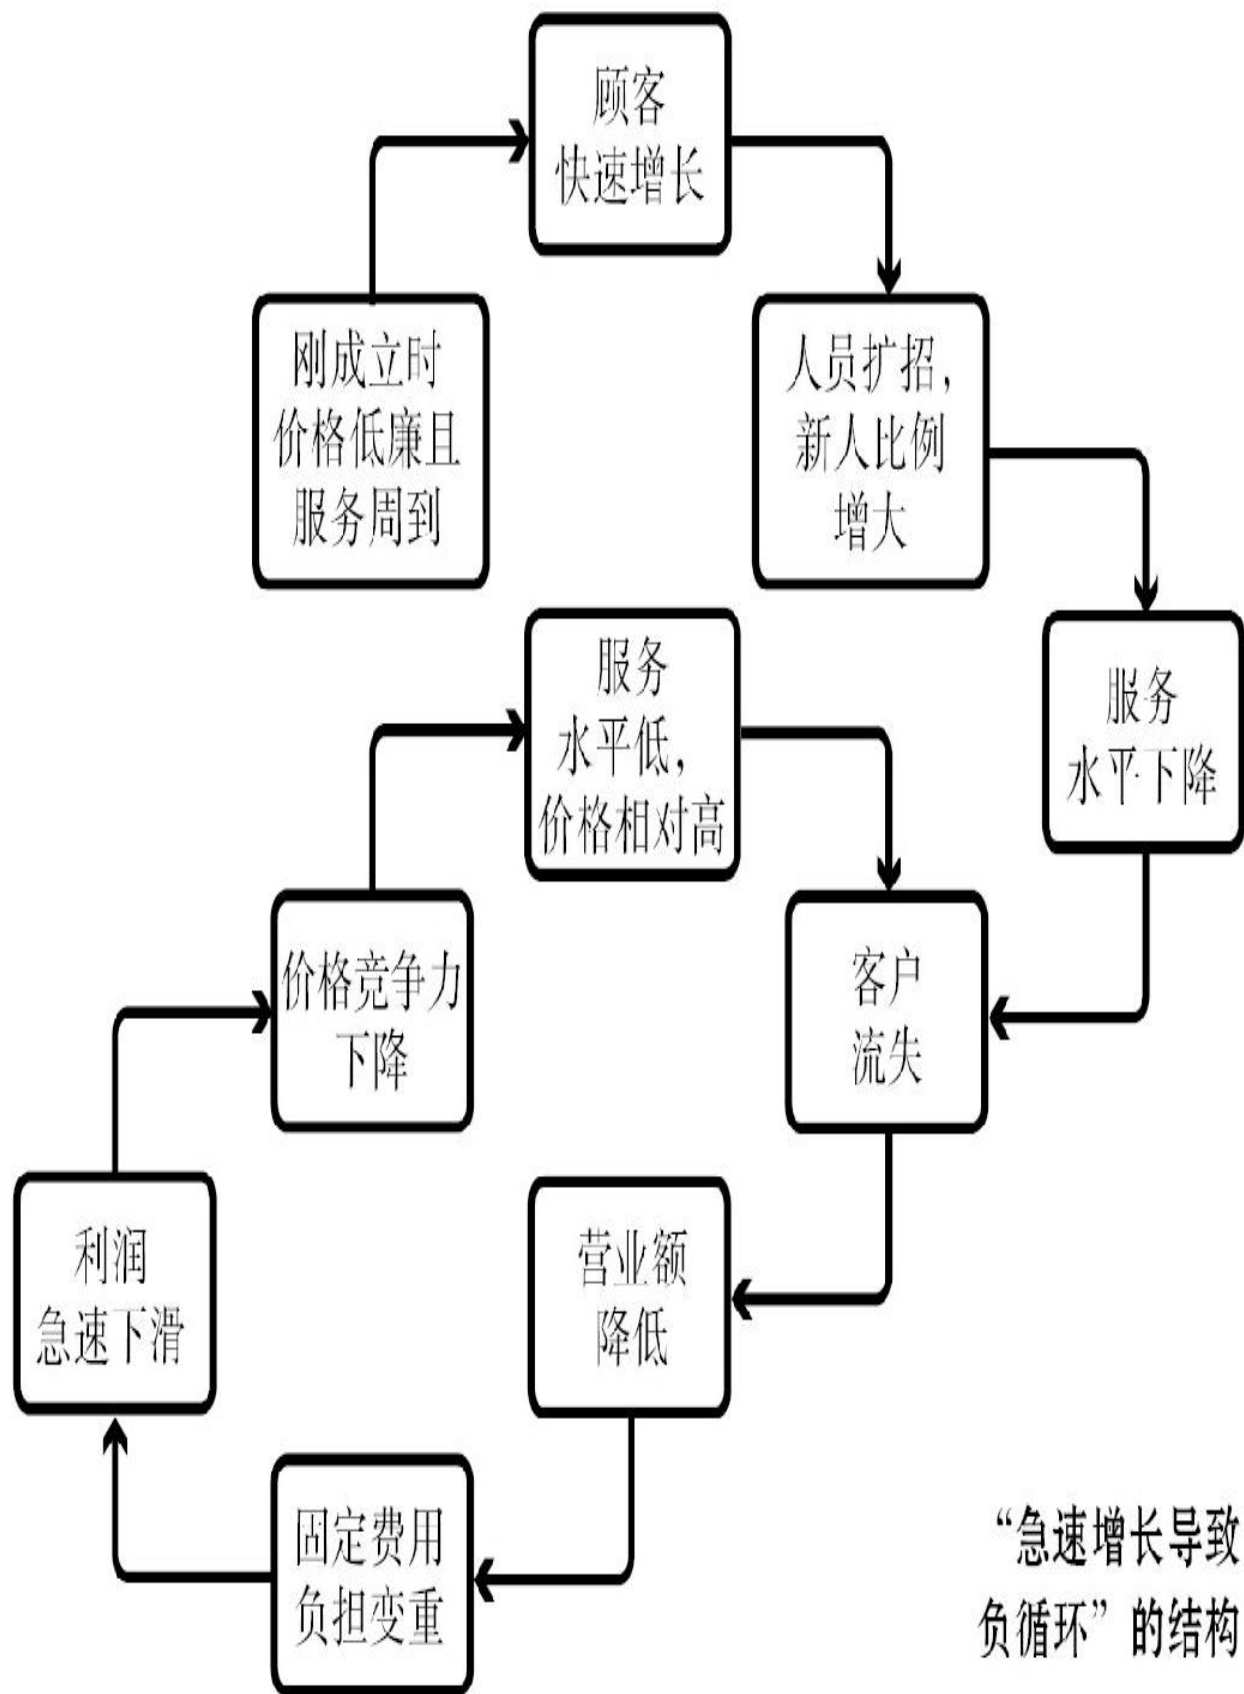 顾客
快速增长
刚成立时
价格低廉且
服务周到
人员扩招，
新人比例
增大
服务
水平下降
服务
水平低，
价格相对高
价格竞争力
下降
客户
流失
利润
急速下滑
营业额
降低
固定费用
负担变重
“急速增长导致
负循环”的结构